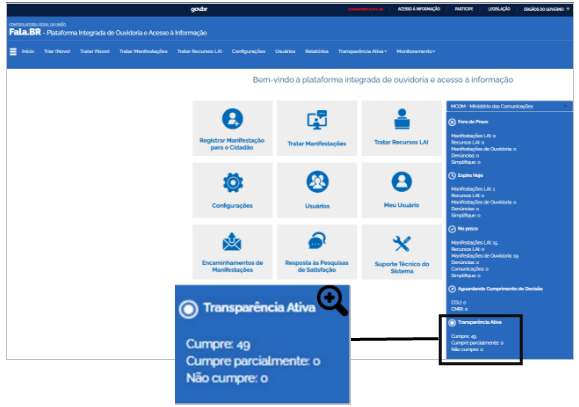 govbr
ACESSO À INFORMAÇÃO
PARTICIPE
LEGISLAÇÃO
ÓRGÃOS DO GOVERNO
CONTROLADORIA-GERAL DA UNIÃO
Fala.BR - Plataforma Integrada de Ouvidoria e Acesso à Informação
Início Triar (Novo) Tratar (Novo) Tratar Manifestações Tratar Recursos LAI Configurações Usuários Relatórios Transparência Ativa Monitoramento
Bem-vindo à plataforma integrada de ouvidoria e acesso à informação
Registrar Manifestação
para o Cidadão
Tratar Manifestações
Tratar Recursos LAI
Configurações
Usuários
Meu Usuário
Encaminhamentos de
Manifestações
Resposta às Pesquisas
de Satisfação
Suporte Técnico do
Sistema
MCOM - Ministério das Comunicações
Fora do Prazo
Manifestações LAI: 0
Recursos LAI: 0
Manifestações de Ouvidoria: 0
Denúncias: 0
Simplifique: 0
Expira Hoje
Manifestações LAI: 1
Recursos LAI: 0
Manifestações de Ouvidoria: 0
Denúncias: 0
Simplifique: 0
No prazo
Manifestações LAI: 15
Recursos LAI: 0
Manifestações de Ouvidoria: 19
Denúncias: 0
Comunicações: 0
Simplifique: 0
Aguardando Cumprimento de Decisão
CGU: 0
CMRI: 0
Transparência Ativa
Cumpre: 49
Cumpre parcialmente: 0
Não cumpre: 0
Transparência Ativa
Cumpre: 49
Cumpre parcialmente: 0
Não cumpre: 0